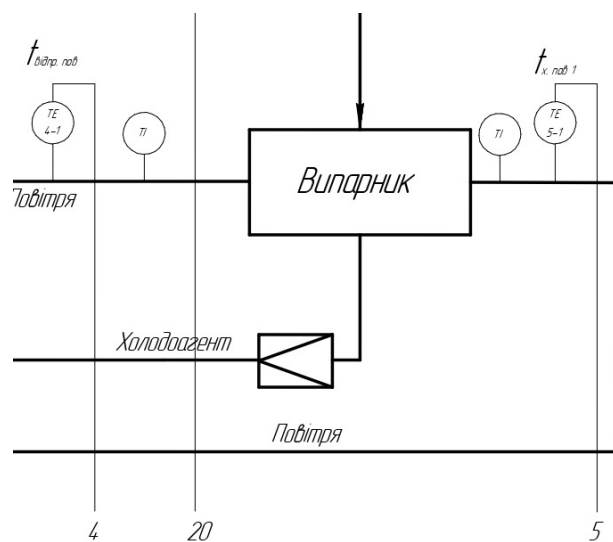 tвідпр. пов
tх. пов 1
TE
4-1
TI
TI
TE
5-1
Випарник
Повітря
Холодоагент
Повітря
4
20
5